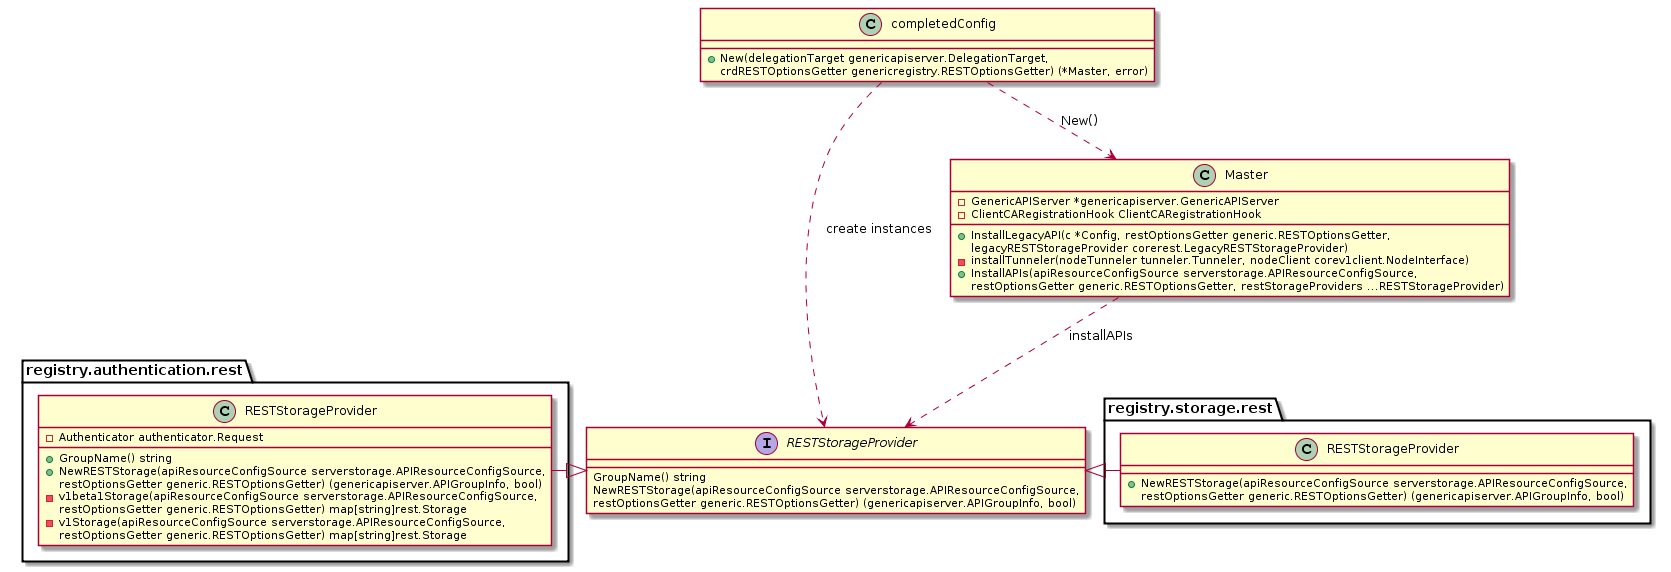 C completedConfig
New(delegationTarget genericapiserver.DelegationTarget,
crdRESTOptionsGetter genericregistry.RESTOptionsGetter) (*Master, error)
New()
C Master
GenericAPIServer *genericapiserver.GenericAPIServer
ClientCARegistrationHook ClientCARegistrationHook
InstallLegacyAPI(c *Config, restOptionsGetter generic.RESTOptionsGetter,
legacyRESTStorageProvider corerest.LegacyRESTStorageProvider)
installTunneler(nodeTunneler tunneler.Tunneler, nodeClient corev1client.NodeInterface)
InstallAPIs(apiResourceConfigSource serverstorage.APIResourceConfigSource,
restOptionsGetter generic.RESTOptionsGetter, restStorageProviders ...RESTStorageProvider)
create instances
installAPIs
registry.authentication.rest
C RESTStorageProvider
Authenticator authenticator.Request
GroupName() string
NewRESTStorage(apiResourceConfigSource serverstorage.APIResourceConfigSource,
restOptionsGetter generic.RESTOptionsGetter) (genericapiserver.APIGroupInfo, bool)
v1beta1Storage(apiResourceConfigSource serverstorage.APIResourceConfigSource,
restOptionsGetter generic.RESTOptionsGetter) map[string]rest.Storage
v1Storage(apiResourceConfigSource serverstorage.APIResourceConfigSource,
restOptionsGetter generic.RESTOptionsGetter) map[string]rest.Storage
I RESTStorageProvider
GroupName() string
NewRESTStorage(apiResourceConfigSource serverstorage.APIResourceConfigSource,
restOptionsGetter generic.RESTOptionsGetter) (genericapiserver.APIGroupInfo, bool)
registry.storage.rest
C RESTStorageProvider
NewRESTStorage(apiResourceConfigSource serverstorage.APIResourceConfigSource,
restOptionsGetter generic.RESTOptionsGetter) (genericapiserver.APIGroupInfo, bool)